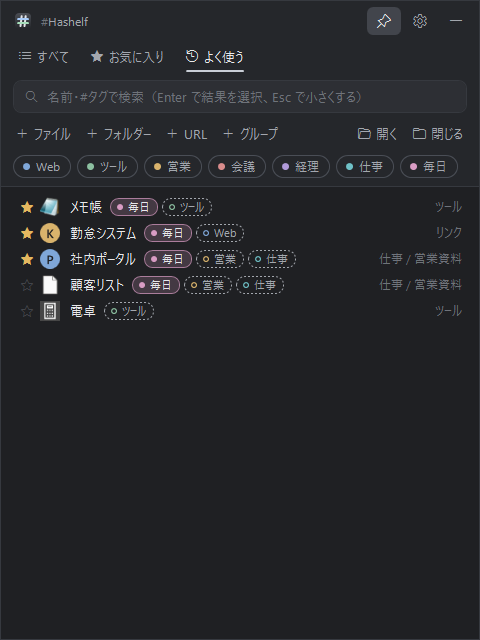 #Hashelf
すべて お気に入り よく使う
名前・#タグで検索（Enter で結果を選択、Esc で小さくする）
+ ファイル + フォルダー + URL + グループ 開く 閉じる
Web ツール 営業 会議 経理 仕事 毎日
メモ帳 毎日 ツール ツール
K 勤怠システム 毎日 Web リンク
P 社内ポータル 毎日 営業 仕事 仕事 / 営業資料
顧客リスト 毎日 営業 仕事 仕事 / 営業資料
電卓 ツール ツール